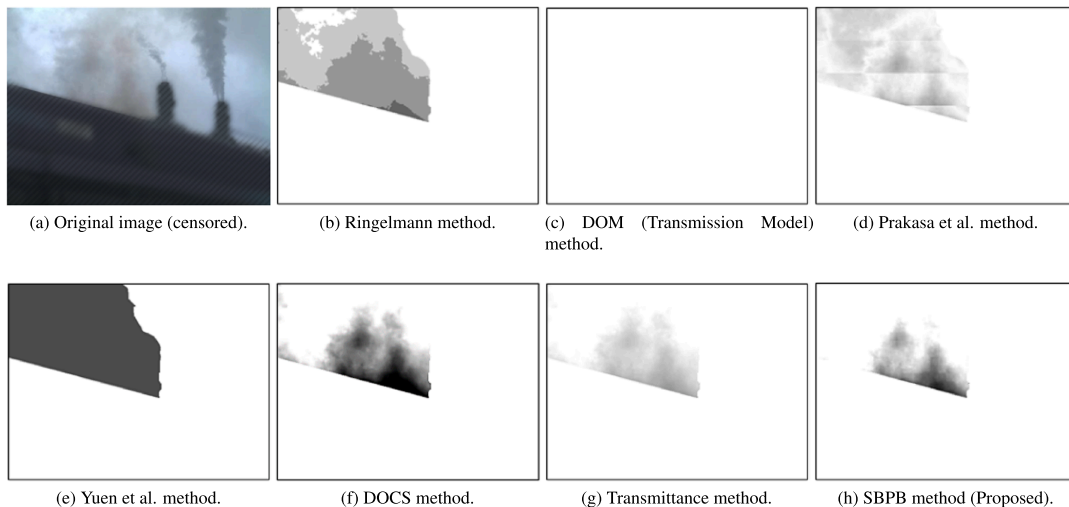 (a) Original image (censored).
(b) Ringelmann method.
(c) DOM (Transmission Model)
method.
(d) Prakasa et al. method.
(e) Yuen et al. method.
(f) DOCS method.
(g) Transmittance method.
(h) SBPB method (Proposed).